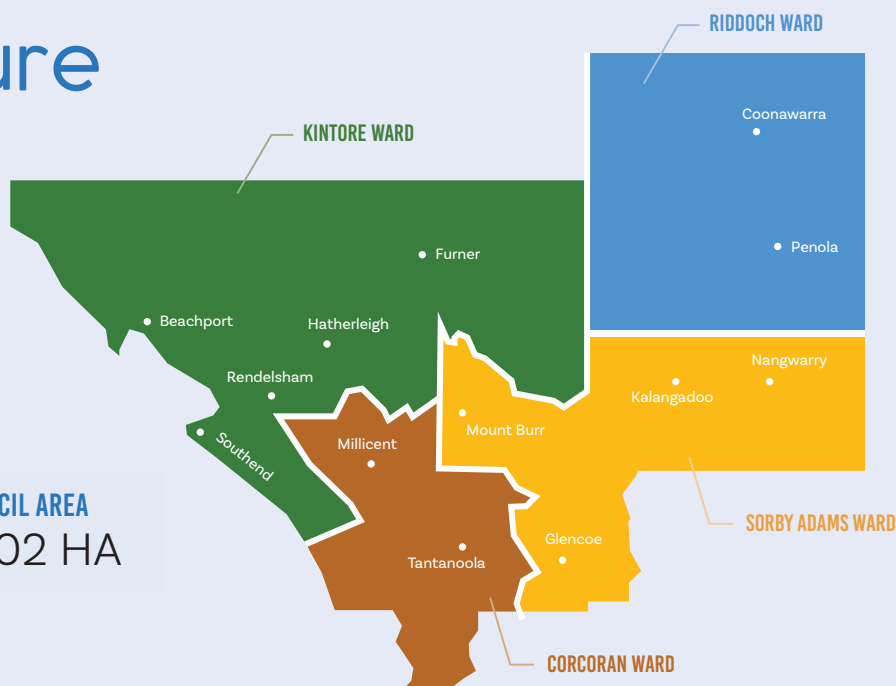 ure
RIDDOCH WARD
KINTORE WARD
Coonawarra
Penola
Furner
Beachport
Hatherleigh
Rendelsham
Nangwarry
Kalangadoo
Mount Burr
Southend
Millicent
CIL AREA
02 HA
SORBY ADAMS WARD
Glencoe
Tantanoola
CORCORAN WARD